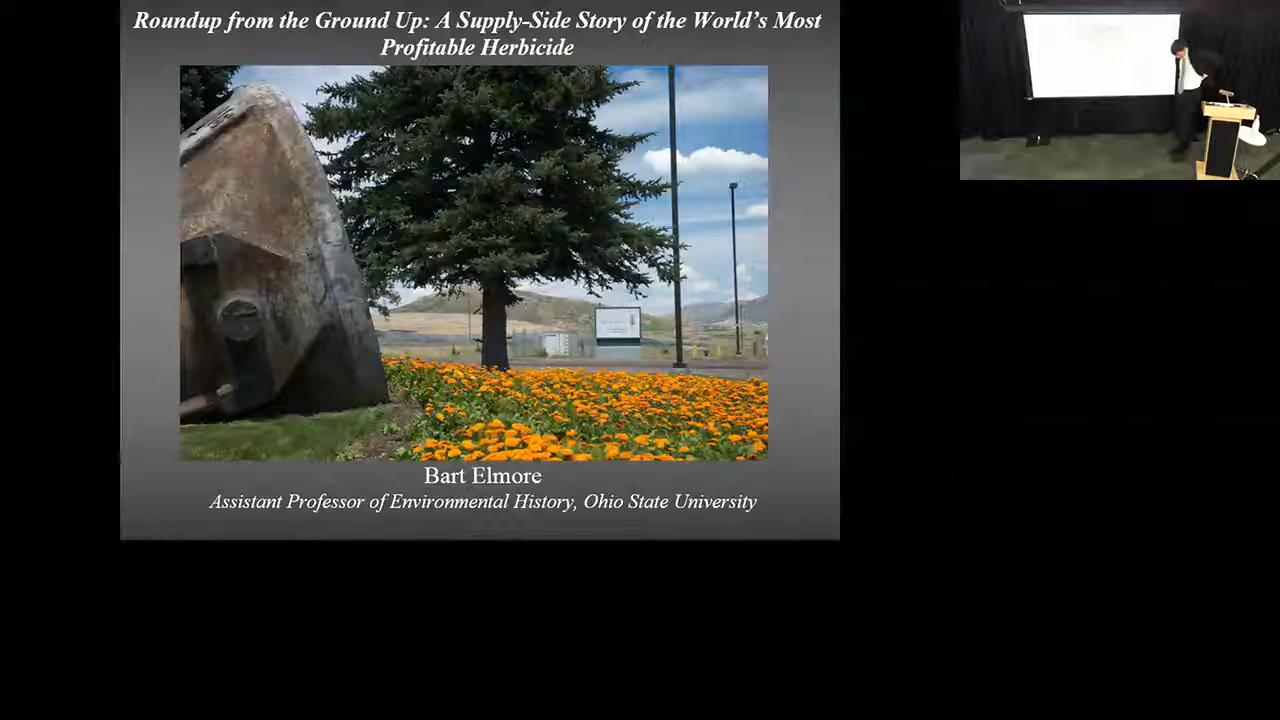 Roundup from the Ground Up: A Supply-Side Story of the World's Most
Profitable Herbicide
Bart Elmore
Assistant Professor of Environmental History, Ohio State University